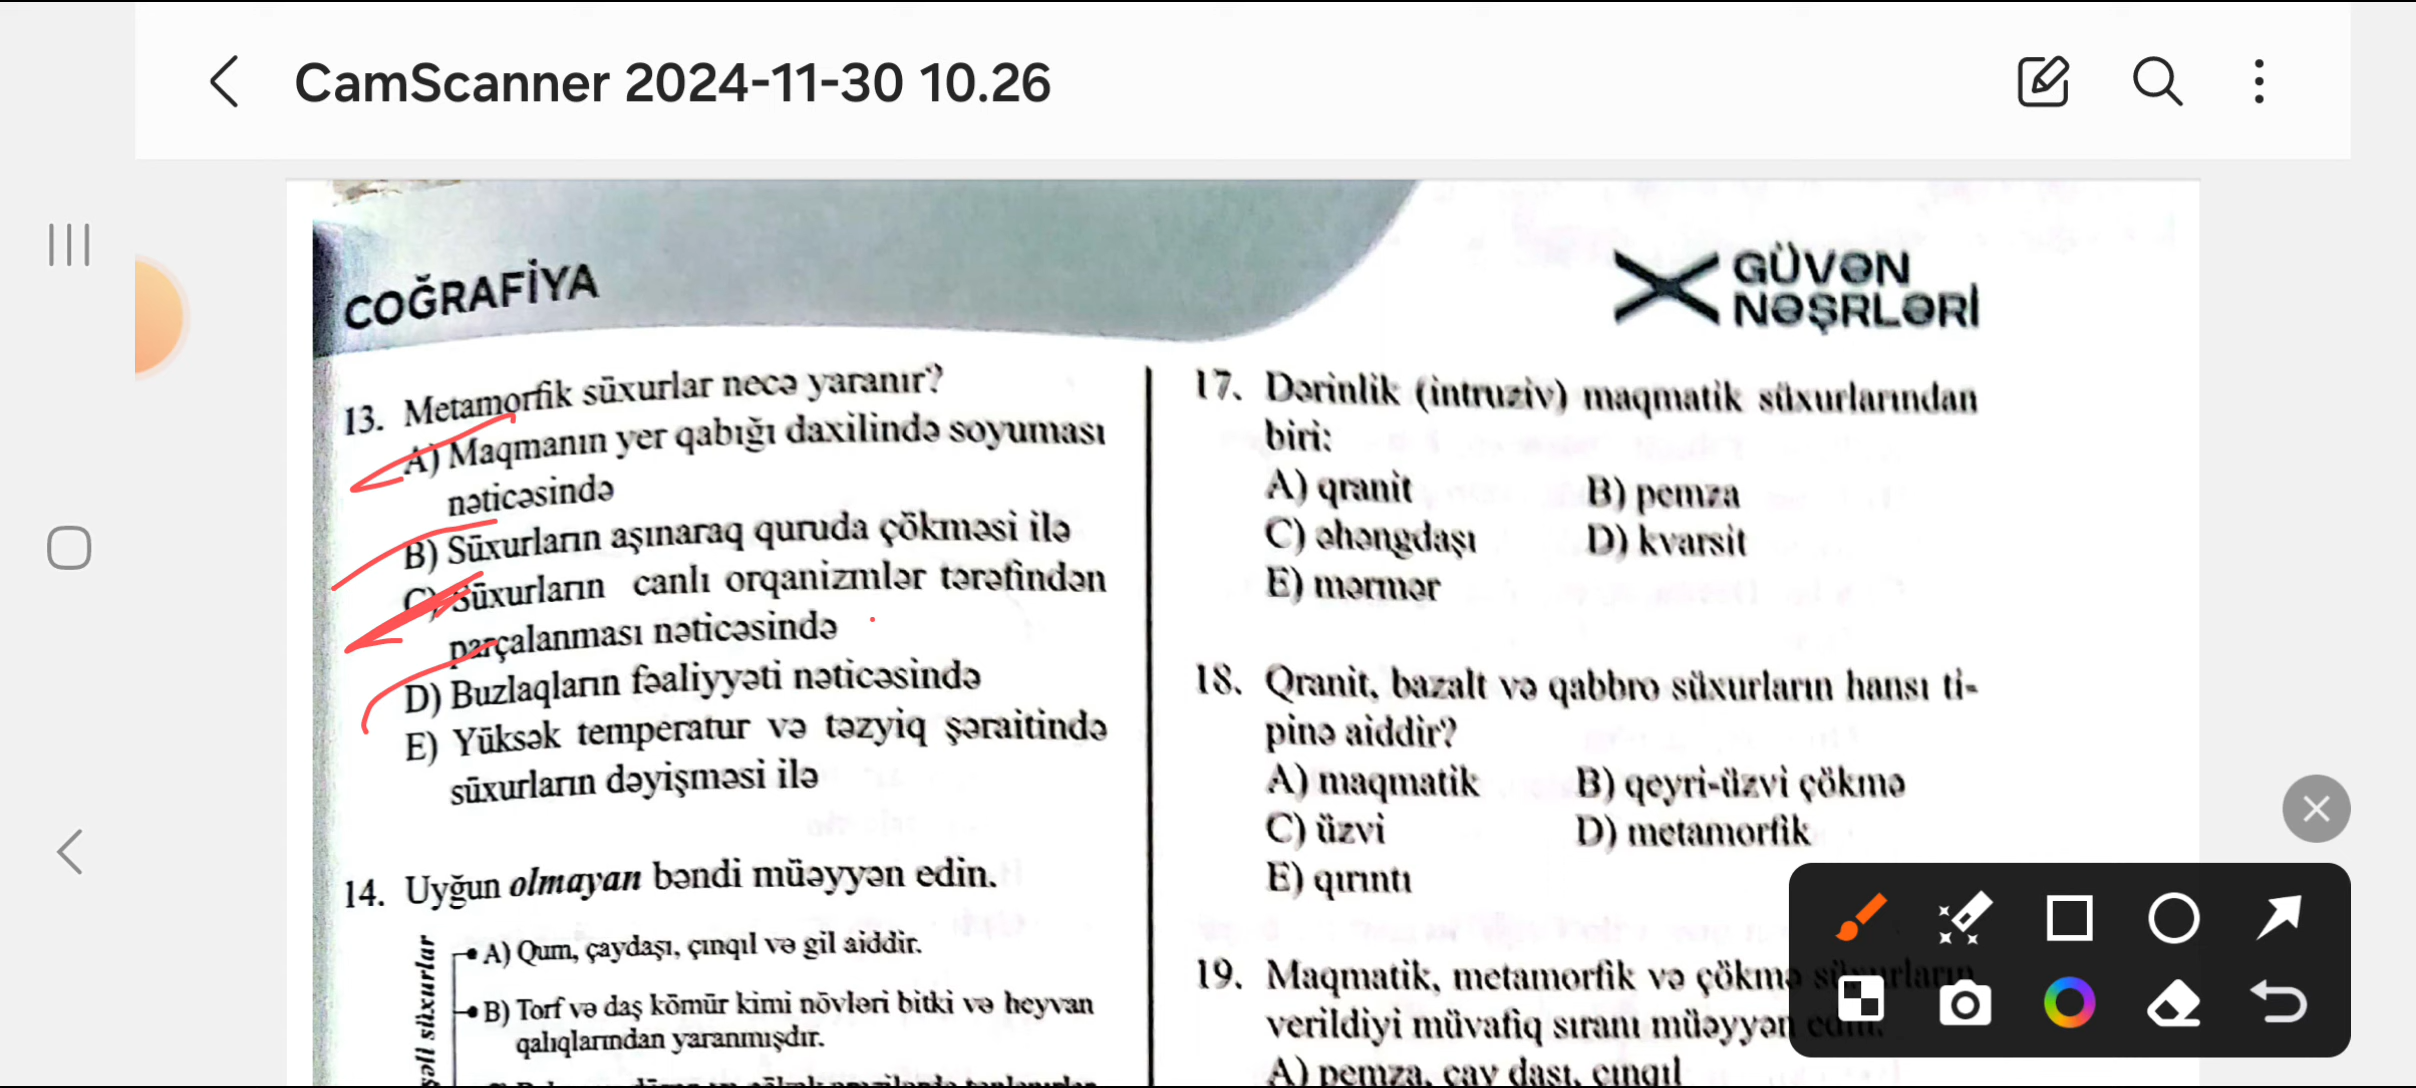 CamScanner 2024-11-30 10.26
COĞRAFİYA
GÜVƏN
NƏŞRLƏRİ
13. Metamorfik süxurlar necə yaranır?
A) Maqmanın yer qabığı daxilində soyuması
nəticəsində
B) Süxurların aşınaraq quruda çökməsi ilə
C) Süxurların canlı orqanizmlər tərəfindən
parçalanması nəticəsində
D) Buzlaqların fəaliyyəti nəticəsində
E) Yüksək temperatur və təzyiq şəraitində
süxurların dəyişməsi ilə
14. Uyğun olmayan bəndi müəyyən edin.
süxurlar
A) Qum, çaydaşı, çınqıl və gil aiddir.
B) Torf və daş kömür kimi növləri bitki və heyvan
qalıqlarından yaranmışdır.
17. Dərinlik (intruziv) maqmatik süxurlarından
biri:
A) qranit B) pemza
C) əhəngdaşı D) kvarsit
E) mərmər
18. Qranit, bazalt və qabbro süxurların hansı ti-
pinə aiddir?
A) maqmatik B) qeyri-üzvi çökmə
C) üzvi D) metamorfik
E) qırıntı
19. Maqmatik, metamorfik və çökmə süxurların
verildiyi müvafiq sıranı müəyyən edin.
A) pemza, çay daşı, çınqıl